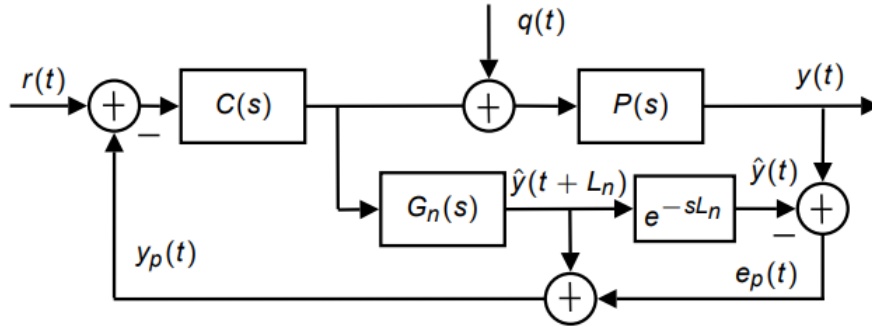 q(t)
r(t)
y(t)
+
−
C(s)
+
P(s)
ŷ(t + Lₙ)
ŷ(t)
Gₙ(s)
e⁻ˢᴸⁿ
+
−
yₚ(t)
eₚ(t)
+